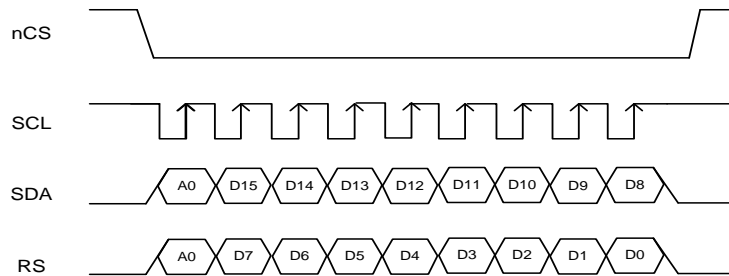 nCS
SCL
SDA A0 D15 D14 D13 D12 D11 D10 D9 D8
RS A0 D7 D6 D5 D4 D3 D2 D1 D0